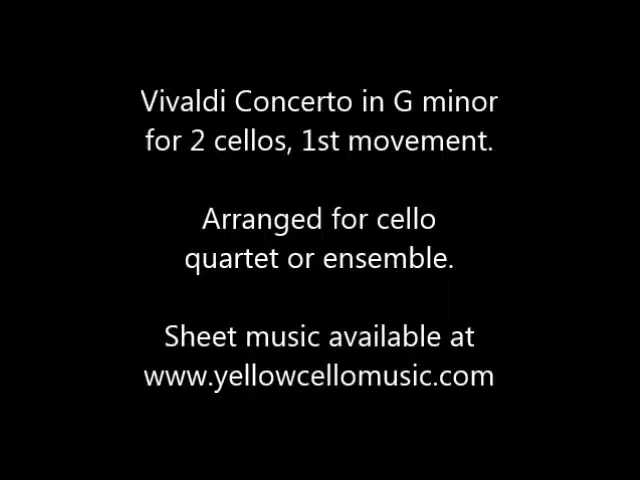 Vivaldi Concerto in G minor
for 2 cellos, 1st movement.
Arranged for cello
quartet or ensemble.
Sheet music available at
www.yellowcellomusic.com